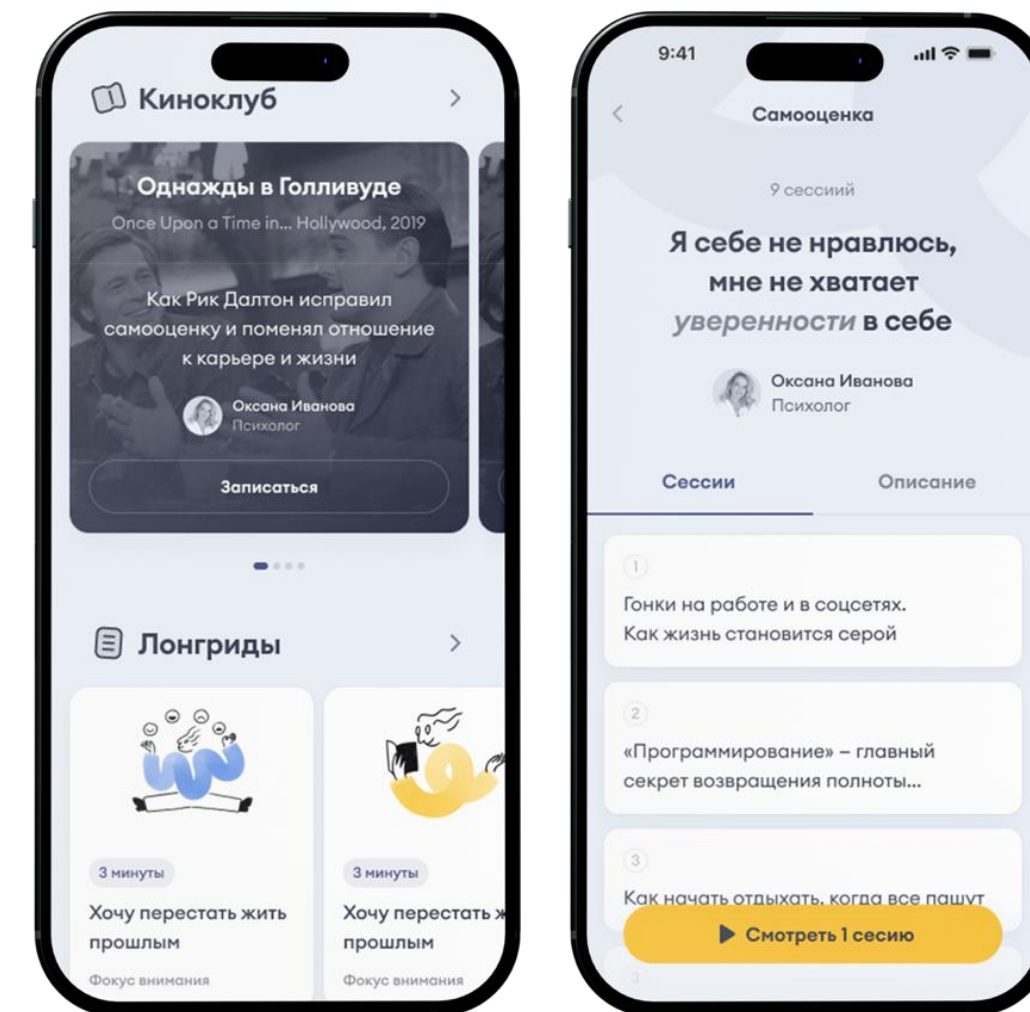 Киноклуб
Однажды в Голливуде
Once Upon a Time in... Hollywood, 2019
Как Рик Далтон исправил
самооценку и поменял отношение
к карьере и жизни
Оксана Иванова
Психолог
Записаться
Лонгриды
3 минуты
Хочу перестать жить
прошлым
Фокус внимания
3 минуты
Хочу перестать ж
прошлым
Фокус внимания
9:41
Самооценка
9 сессиий
Я себе не нравлюсь,
мне не хватает
уверенности в себе
Оксана Иванова
Психолог
Сессии
Описание
1
Гонки на работе и в соцсетях.
Как жизнь становится серой
2
«Программирование» – главный
секрет возвращения полноты...
3
Как начать отдыхать, когда все пашут
Смотреть 1 сесию
3